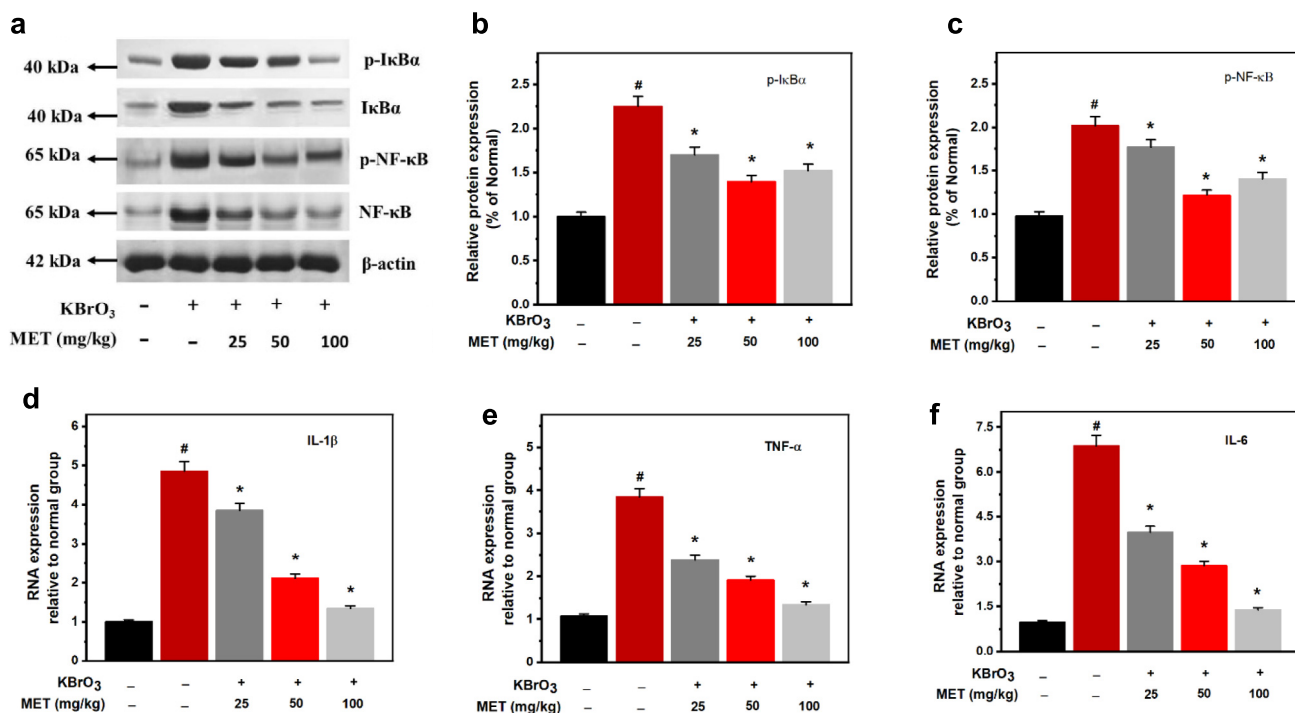 a
40 kDa
p-IκBα
40 kDa
IκBα
65 kDa
p-NF-κB
65 kDa
NF-κB
42 kDa
β-actin
KBrO3 – + + + +
MET (mg/kg) – – 25 50 100
b
Relative protein expression
(% of Normal)
p-IκBα
2.5
2.0
1.5
1.0
0.5
0.0
#
*
*
*
KBrO3 – – + + +
MET (mg/kg) – – 25 50 100
c
Relative protein expression
(% of Normal)
p-NF-κB
2.5
2.0
1.5
1.0
0.5
0.0
#
*
*
*
KBrO3 – – + + +
MET (mg/kg) – – 25 50 100
d
RNA expression
relative to normal group
IL-1β
6
5
4
3
2
1
0
#
*
*
*
KBrO3 – – + + +
MET (mg/kg) – – 25 50 100
e
RNA expression
relative to normal group
TNF-α
5
4
3
2
1
0
#
*
*
*
KBrO3 – – + + +
MET (mg/kg) – – 25 50 100
f
RNA expression
relative to normal group
IL-6
7.5
6.0
4.5
3.0
1.5
0.0
#
*
*
*
KBrO3 – – + + +
MET (mg/kg) – – 25 50 100